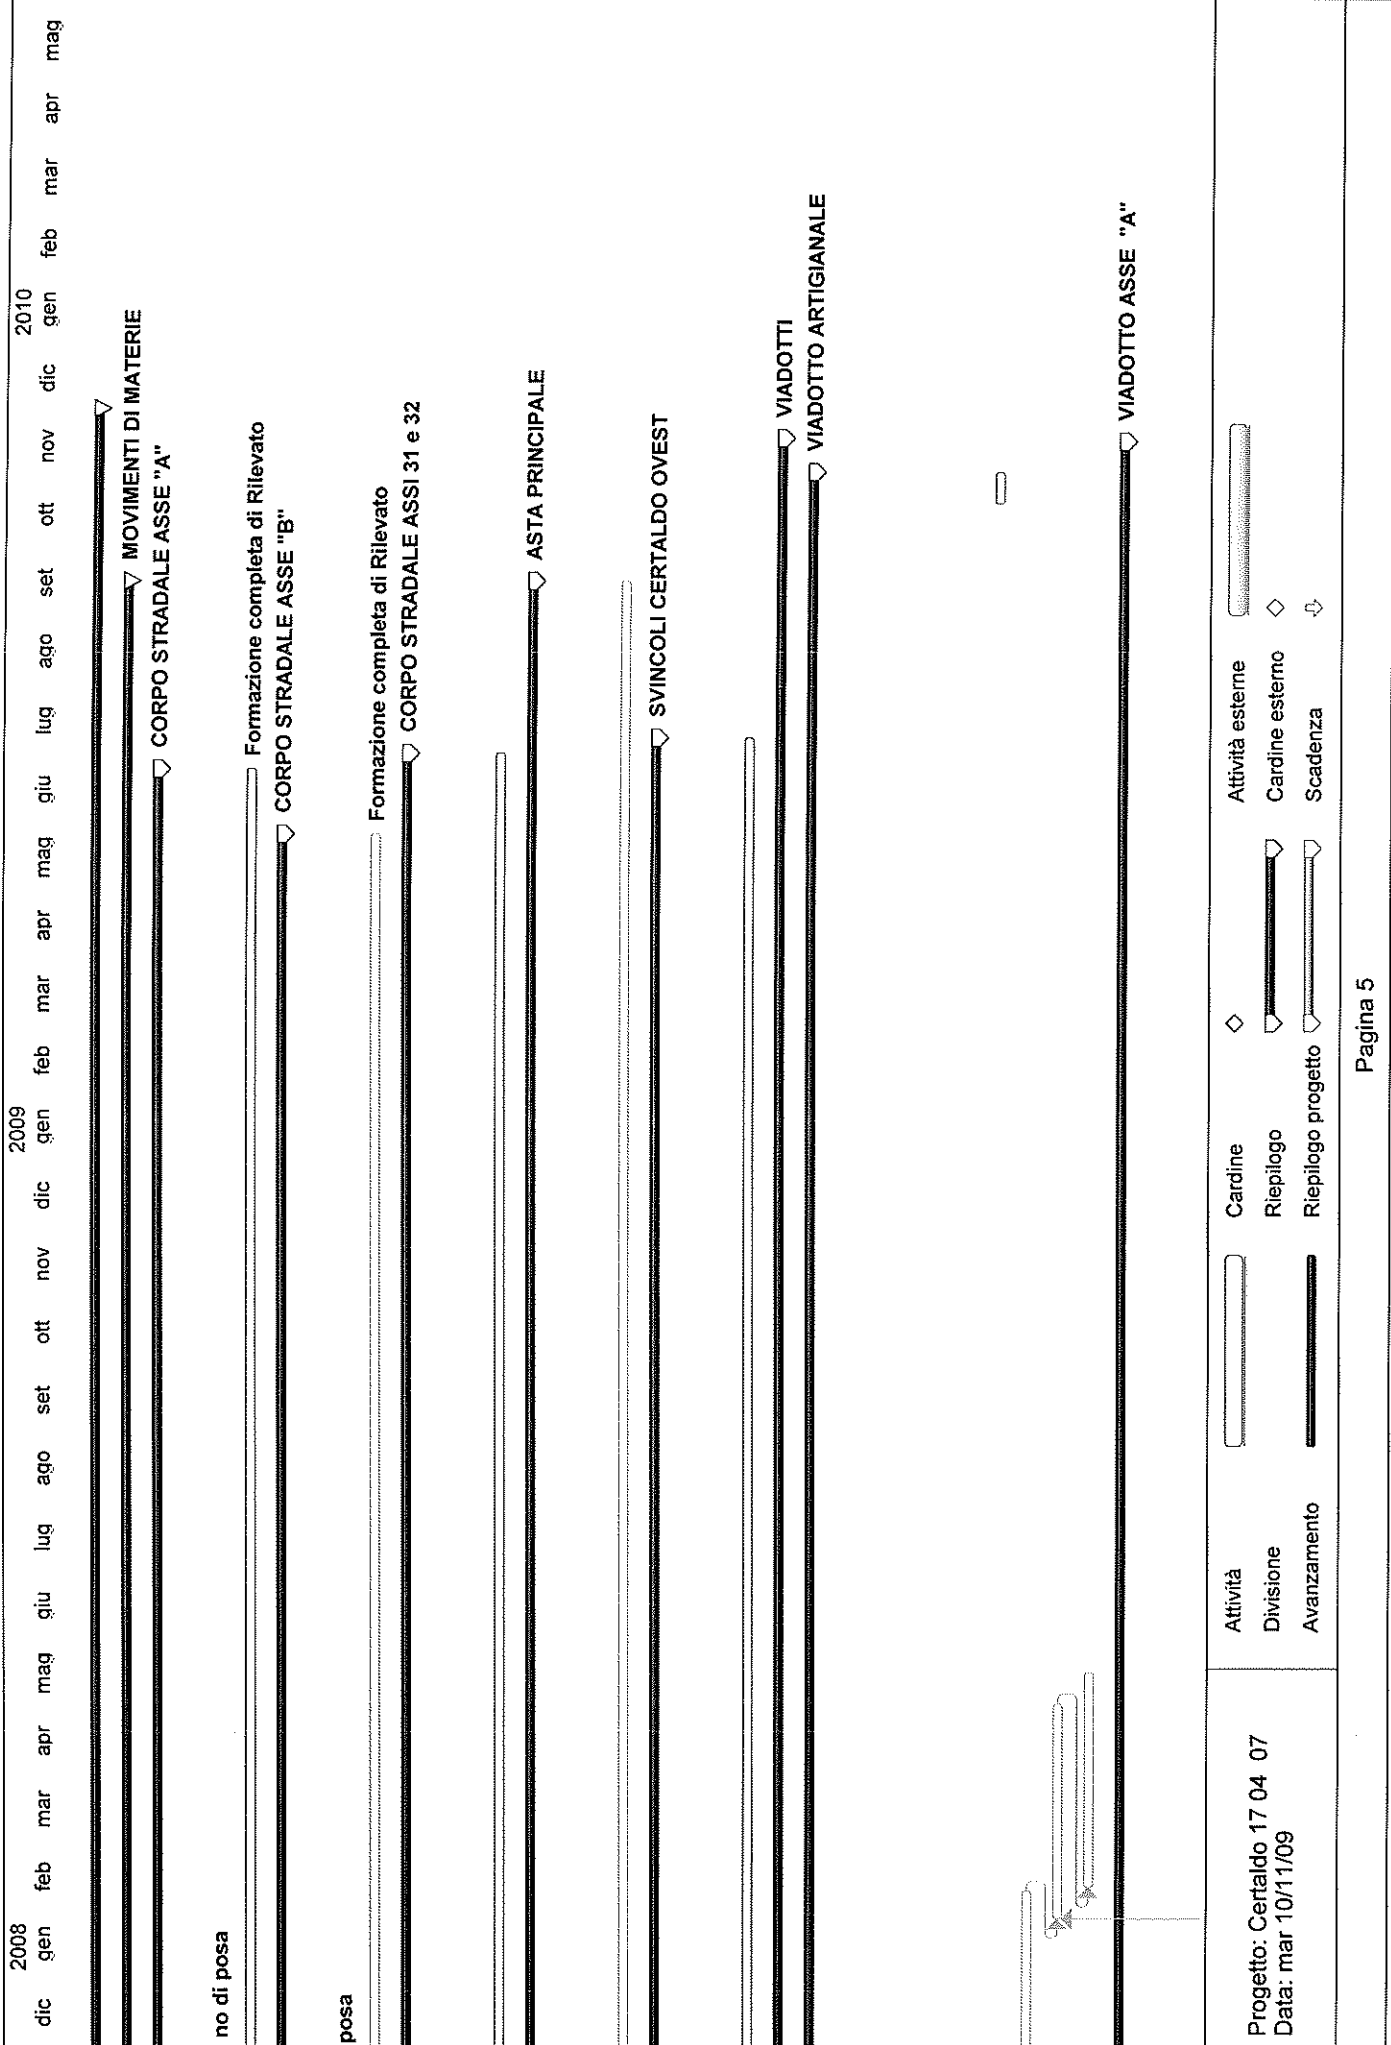 2008 2009 2010
dic gen feb mar apr mag giu lug ago set ott nov dic gen feb mar apr mag giu lug ago set ott nov dic gen feb mar apr mag
MOVIMENTI DI MATERIE
CORPO STRADALE ASSE "A"
no di posa
Formazione completa di Rilevato
CORPO STRADALE ASSE "B"
posa
Formazione completa di Rilevato
CORPO STRADALE ASSI 31 e 32
ASTA PRINCIPALE
SVINCOLI CERTALDO OVEST
VIADOTTI
VIADOTTO ARTIGIANALE
VIADOTTO ASSE "A"
Progetto: Certaldo 17 04 07
Data: mar 10/11/09
Attività
Divisione
Avanzamento
Cardine
Riepilogo
Riepilogo progetto
Attività esterne
Cardine esterno
Scadenza
Pagina 5